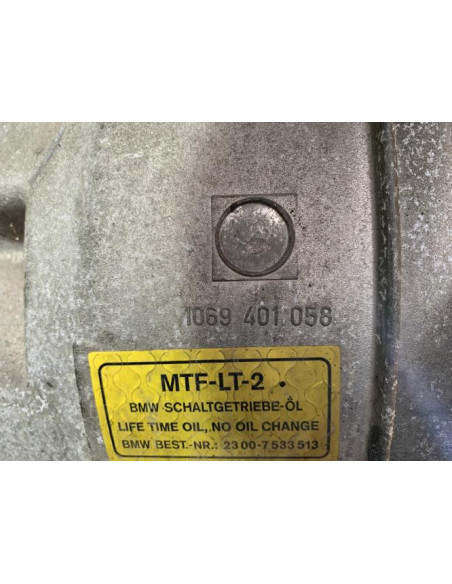 1069 401 058
MTF-LT-2
BMW SCHALTGETRIEBE-ÖL
LIFE TIME OIL, NO OIL CHANGE
BMW BEST.-NR.: 23 00-7 533 513